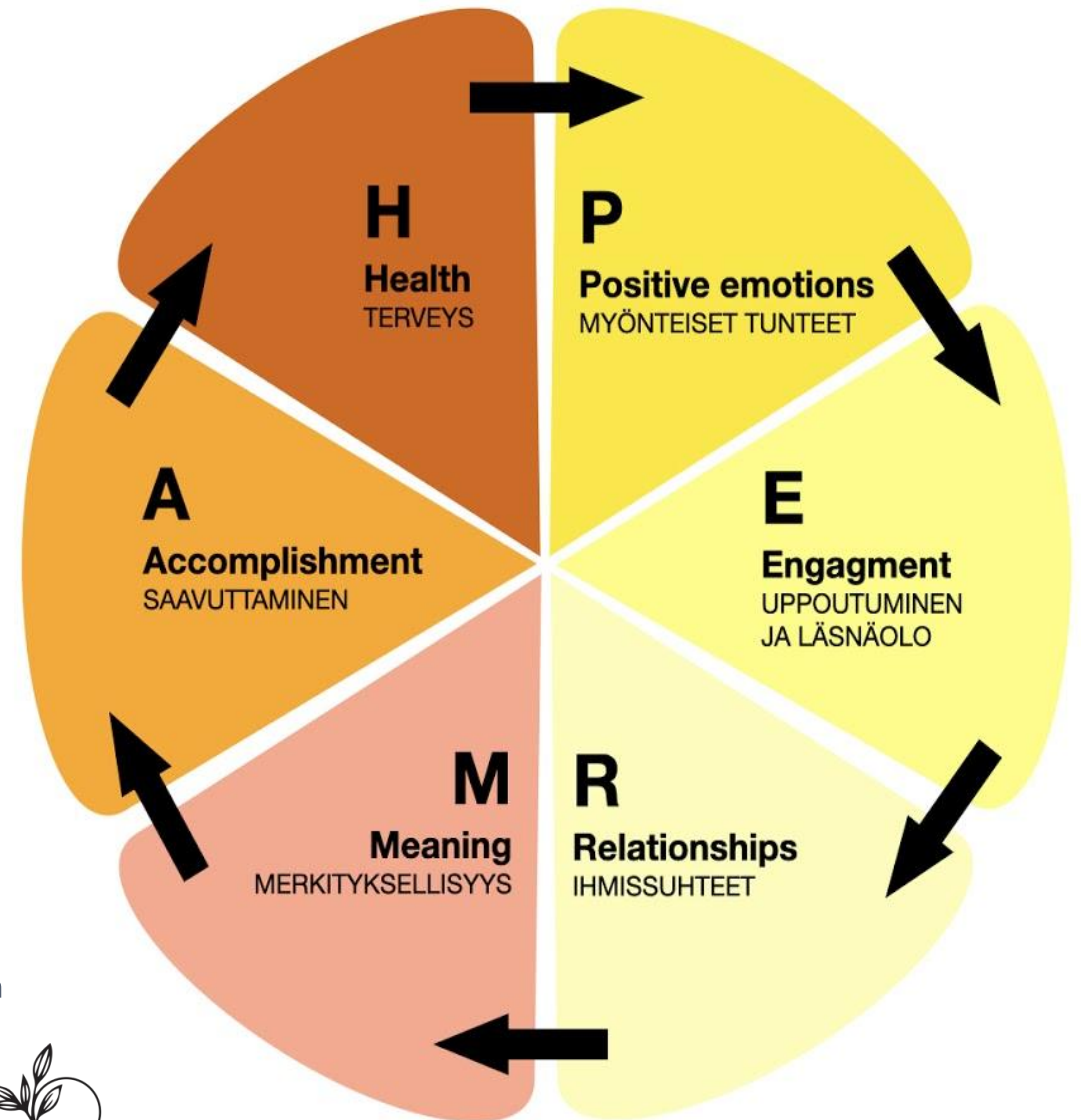 H
Health
TERVEYS
P
Positive emotions
MYÖNTEISET TUNTEET
E
Engagment
UPPOUTUMINEN
JA LÄSNÄOLO
R
Relationships
IHMISSUHTEET
M
Meaning
MERKITYKSELLISYYS
A
Accomplishment
SAAVUTTAMINEN